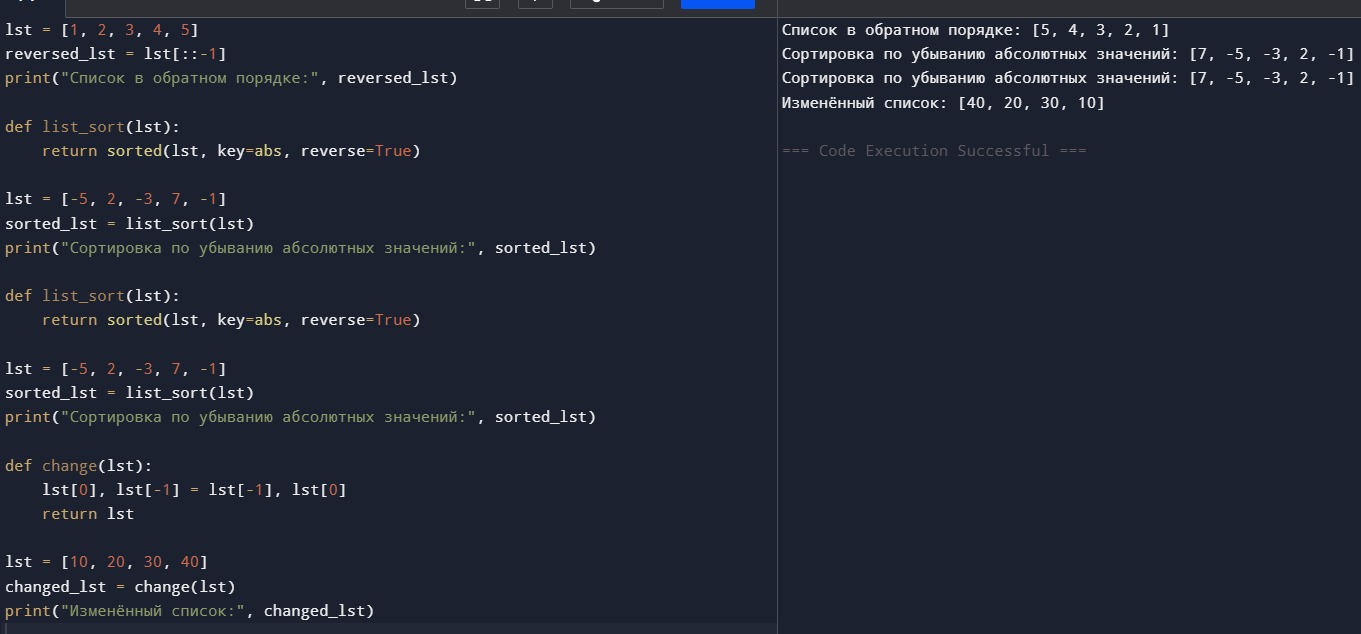 lst = [1, 2, 3, 4, 5]
reversed_lst = lst[::-1]
print("Список в обратном порядке:", reversed_lst)
def list_sort(lst):
    return sorted(lst, key=abs, reverse=True)
lst = [-5, 2, -3, 7, -1]
sorted_lst = list_sort(lst)
print("Сортировка по убыванию абсолютных значений:", sorted_lst)
def list_sort(lst):
    return sorted(lst, key=abs, reverse=True)
lst = [-5, 2, -3, 7, -1]
sorted_lst = list_sort(lst)
print("Сортировка по убыванию абсолютных значений:", sorted_lst)
def change(lst):
    lst[0], lst[-1] = lst[-1], lst[0]
    return lst
lst = [10, 20, 30, 40]
changed_lst = change(lst)
print("Изменённый список:", changed_lst)
Список в обратном порядке: [5, 4, 3, 2, 1]
Сортировка по убыванию абсолютных значений: [7, -5, -3, 2, -1]
Сортировка по убыванию абсолютных значений: [7, -5, -3, 2, -1]
Изменённый список: [40, 20, 30, 10]
=== Code Execution Successful ===